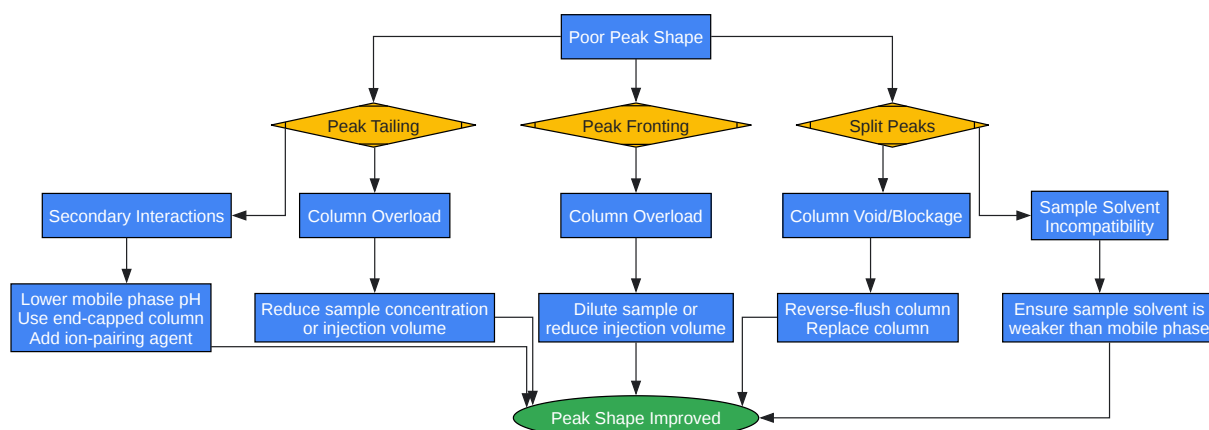 Poor Peak Shape
Peak Tailing
Peak Fronting
Split Peaks
Secondary Interactions
Column Overload
Column Overload
Column Void/Blockage
Sample Solvent
Incompatibility
Lower mobile phase pH
Use end-capped column
Add ion-pairing agent
Reduce sample concentration
or injection volume
Dilute sample or
reduce injection volume
Reverse-flush column
Replace column
Ensure sample solvent is
weaker than mobile phase
Peak Shape Improved